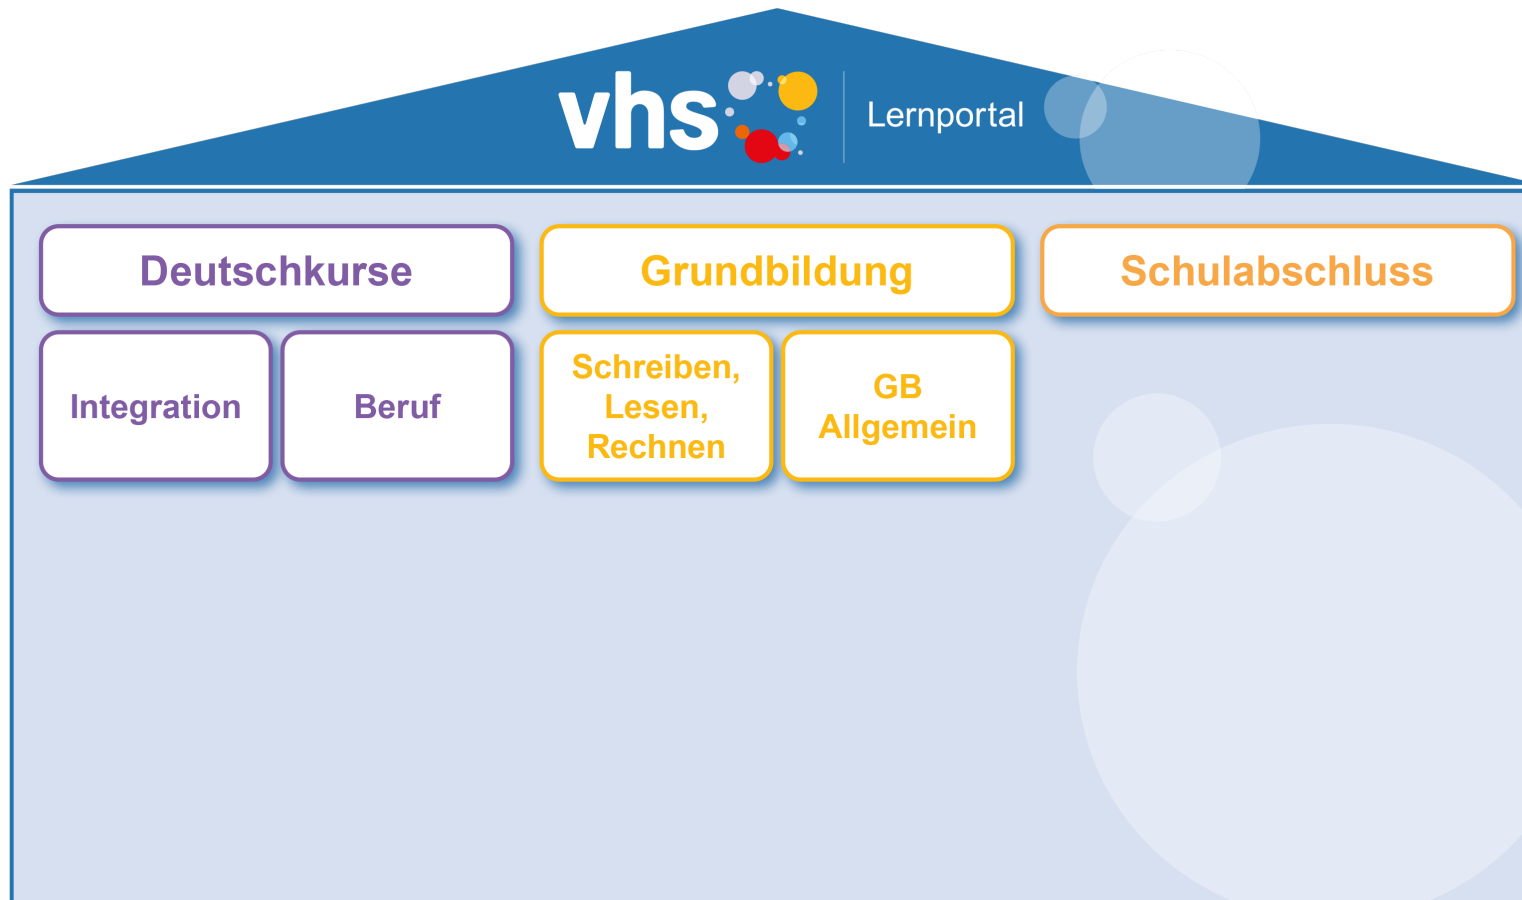 vhs
Lernportal
Deutschkurse
Grundbildung
Schulabschluss
Integration
Beruf
Schreiben,
Lesen,
Rechnen
GB
Allgemein